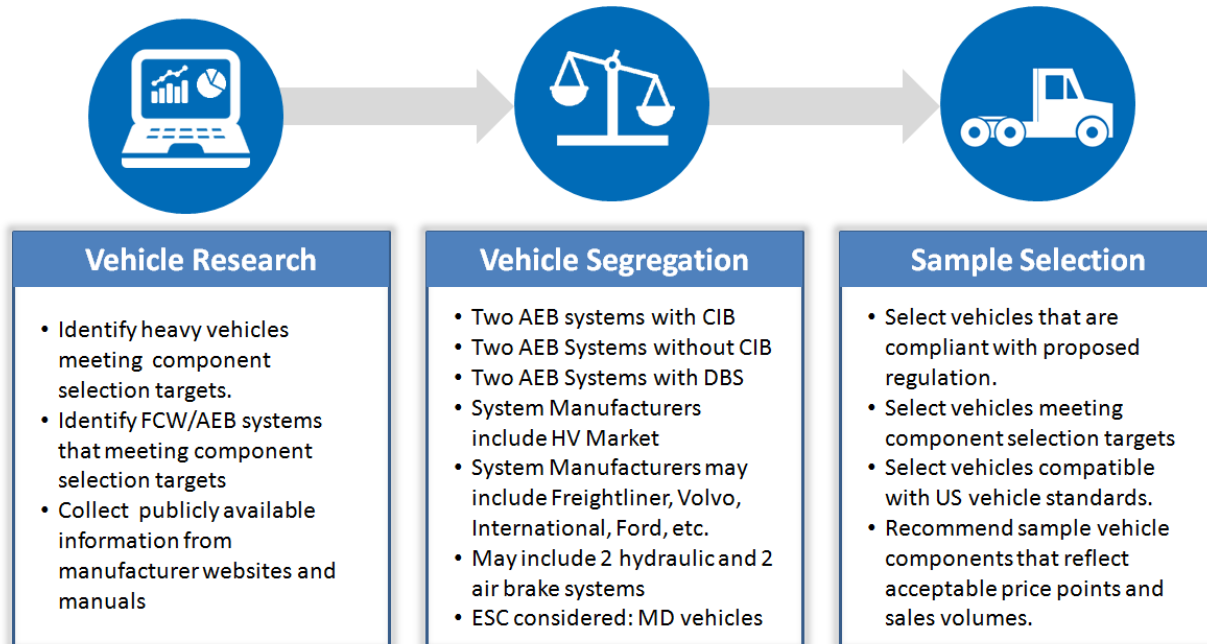 Vehicle Research
• Identify heavy vehicles
meeting component
selection targets.
• Identify FCW/AEB systems
that meeting component
selection targets
• Collect publicly available
information from
manufacturer websites and
manuals
Vehicle Segregation
• Two AEB systems with CIB
• Two AEB Systems without CIB
• Two AEB Systems with DBS
• System Manufacturers
include HV Market
• System Manufacturers may
include Freightliner, Volvo,
International, Ford, etc.
• May include 2 hydraulic and 2
air brake systems
• ESC considered: MD vehicles
Sample Selection
• Select vehicles that are
compliant with proposed
regulation.
• Select vehicles meeting
component selection targets
• Select vehicles compatible
with US vehicle standards.
• Recommend sample vehicle
components that reflect
acceptable price points and
sales volumes.